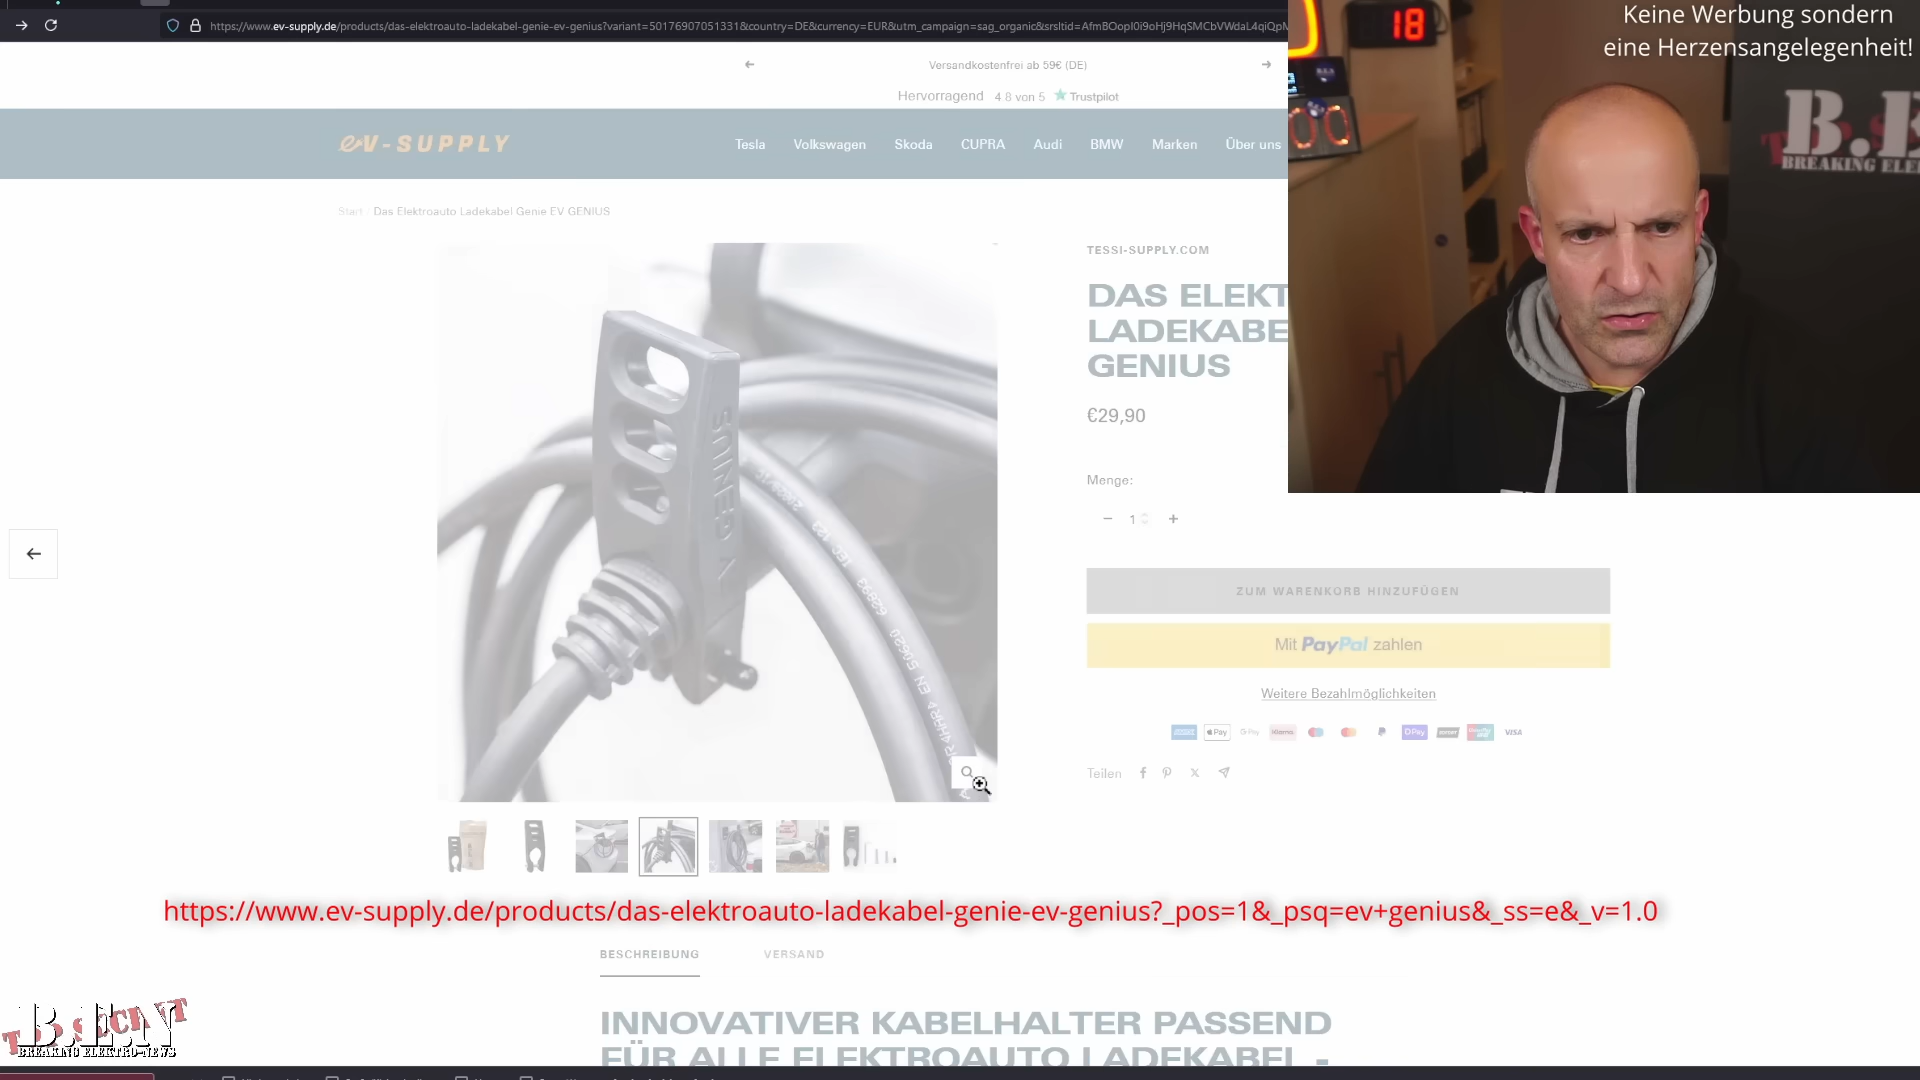 https://www.ev-supply.de/products/das-elektroauto-ladekabel-genie-ev-genius?variant=50176907051331&country=DE&currency=EUR&utm_campaign=sag_organic&srsltid=
Keine Werbung sondern
eine Herzensangelegenheit!
18
Versandkostenfrei ab 59€ (DE)
Hervorragend 4.8 von 5 Trustpilot
EV-SUPPLY
Tesla Volkswagen Skoda CUPRA Audi BMW Marken Über uns
B.E
BREAKING ELE
Start / Das Elektroauto Ladekabel Genie EV GENIUS
TESSI-SUPPLY.COM
DAS ELEKT
LADEKABE
GENIUS
€29,90
Menge:
− 1 +
ZUM WARENKORB HINZUFÜGEN
Mit PayPal zahlen
Weitere Bezahlmöglichkeiten
Pay G Pay Klarna. Pay VISA
Teilen
https://www.ev-supply.de/products/das-elektroauto-ladekabel-genie-ev-genius?_pos=1&_psq=ev+genius&_ss=e&_v=1.0
BESCHREIBUNG VERSAND
INNOVATIVER KABELHALTER PASSEND
FÜR ALLE ELEKTROAUTO LADEKABEL -
B.E.N
BREAKING ELEKTRO-NEWS